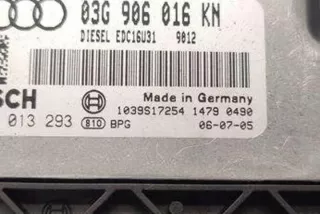 03G 906 016 KN
DIESEL EDC16U31 9012
SCH
Made in Germany
1039S17254 1479 0490
013 293 810 BPG 06-07-05